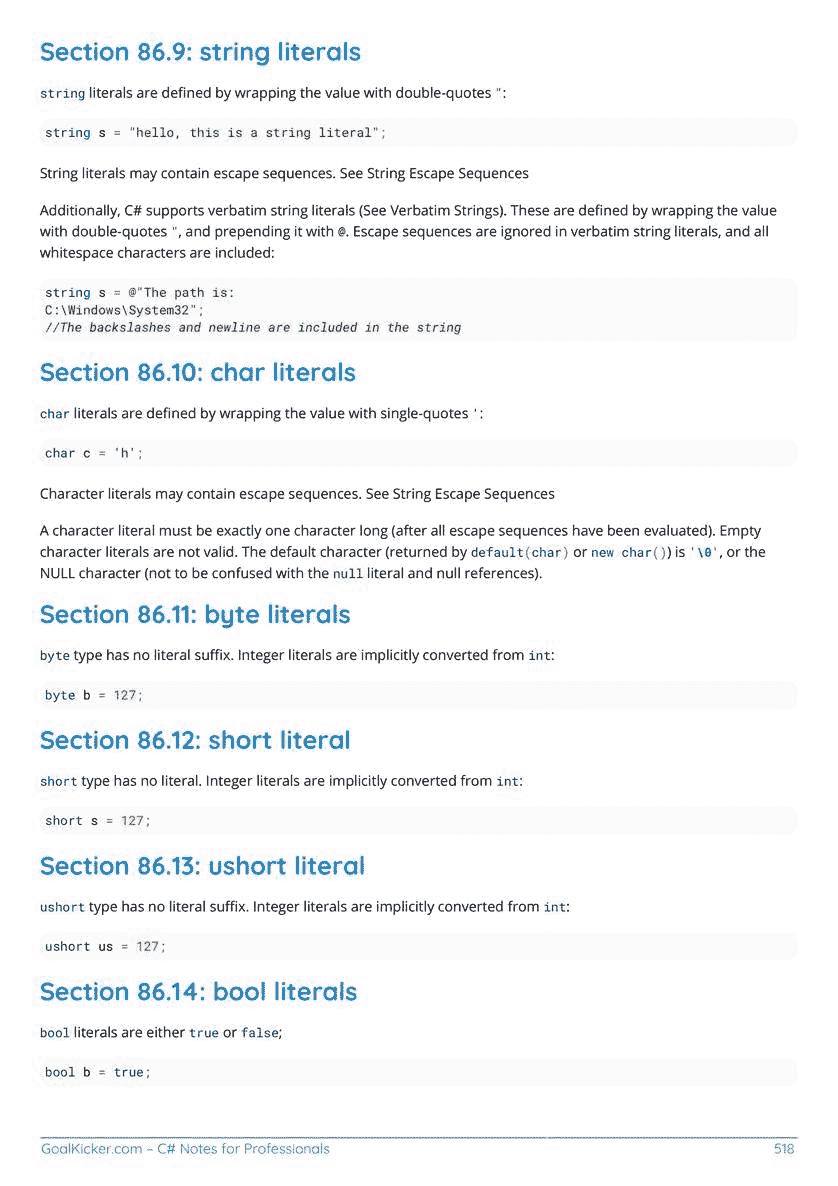 Section 86.9: string literals
string literals are defined by wrapping the value with double-quotes ":
string s = "hello, this is a string literal";
String literals may contain escape sequences. See String Escape Sequences
Additionally, C# supports verbatim string literals (See Verbatim Strings). These are defined by wrapping the value
with double-quotes ", and prepending it with @. Escape sequences are ignored in verbatim string literals, and all
whitespace characters are included:
string s = @"The path is:
C:\Windows\System32";
//The backslashes and newline are included in the string
Section 86.10: char literals
char literals are defined by wrapping the value with single-quotes ':
char c = 'h';
Character literals may contain escape sequences. See String Escape Sequences
A character literal must be exactly one character long (after all escape sequences have been evaluated). Empty
character literals are not valid. The default character (returned by default(char) or new char()) is '\0', or the
NULL character (not to be confused with the null literal and null references).
Section 86.11: byte literals
byte type has no literal suffix. Integer literals are implicitly converted from int:
byte b = 127;
Section 86.12: short literal
short type has no literal. Integer literals are implicitly converted from int:
short s = 127;
Section 86.13: ushort literal
ushort type has no literal suffix. Integer literals are implicitly converted from int:
ushort us = 127;
Section 86.14: bool literals
bool literals are either true or false;
bool b = true;
GoalKicker.com – C# Notes for Professionals 518